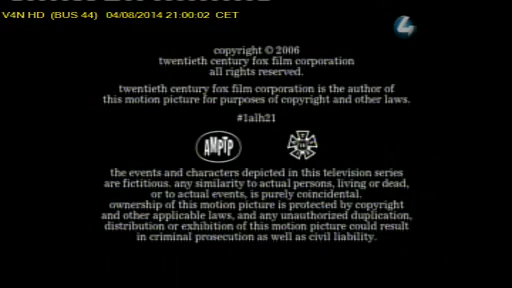 V4N HD (BUS 44) 04/08/2014 21:00:02 CET
4
copyright © 2006
twentieth century fox film corporation
all rights reserved.
twentieth century fox film corporation is the author of
this motion picture for purposes of copyright and other laws.
#1alh21
AMPTP
the events and characters depicted in this television series
are fictitious. any similarity to actual persons, living or dead,
or to actual events, is purely coincidental.
ownership of this motion picture is protected by copyright
and other applicable laws, and any unauthorized duplication,
distribution or exhibition of this motion picture could result
in criminal prosecution as well as civil liability.